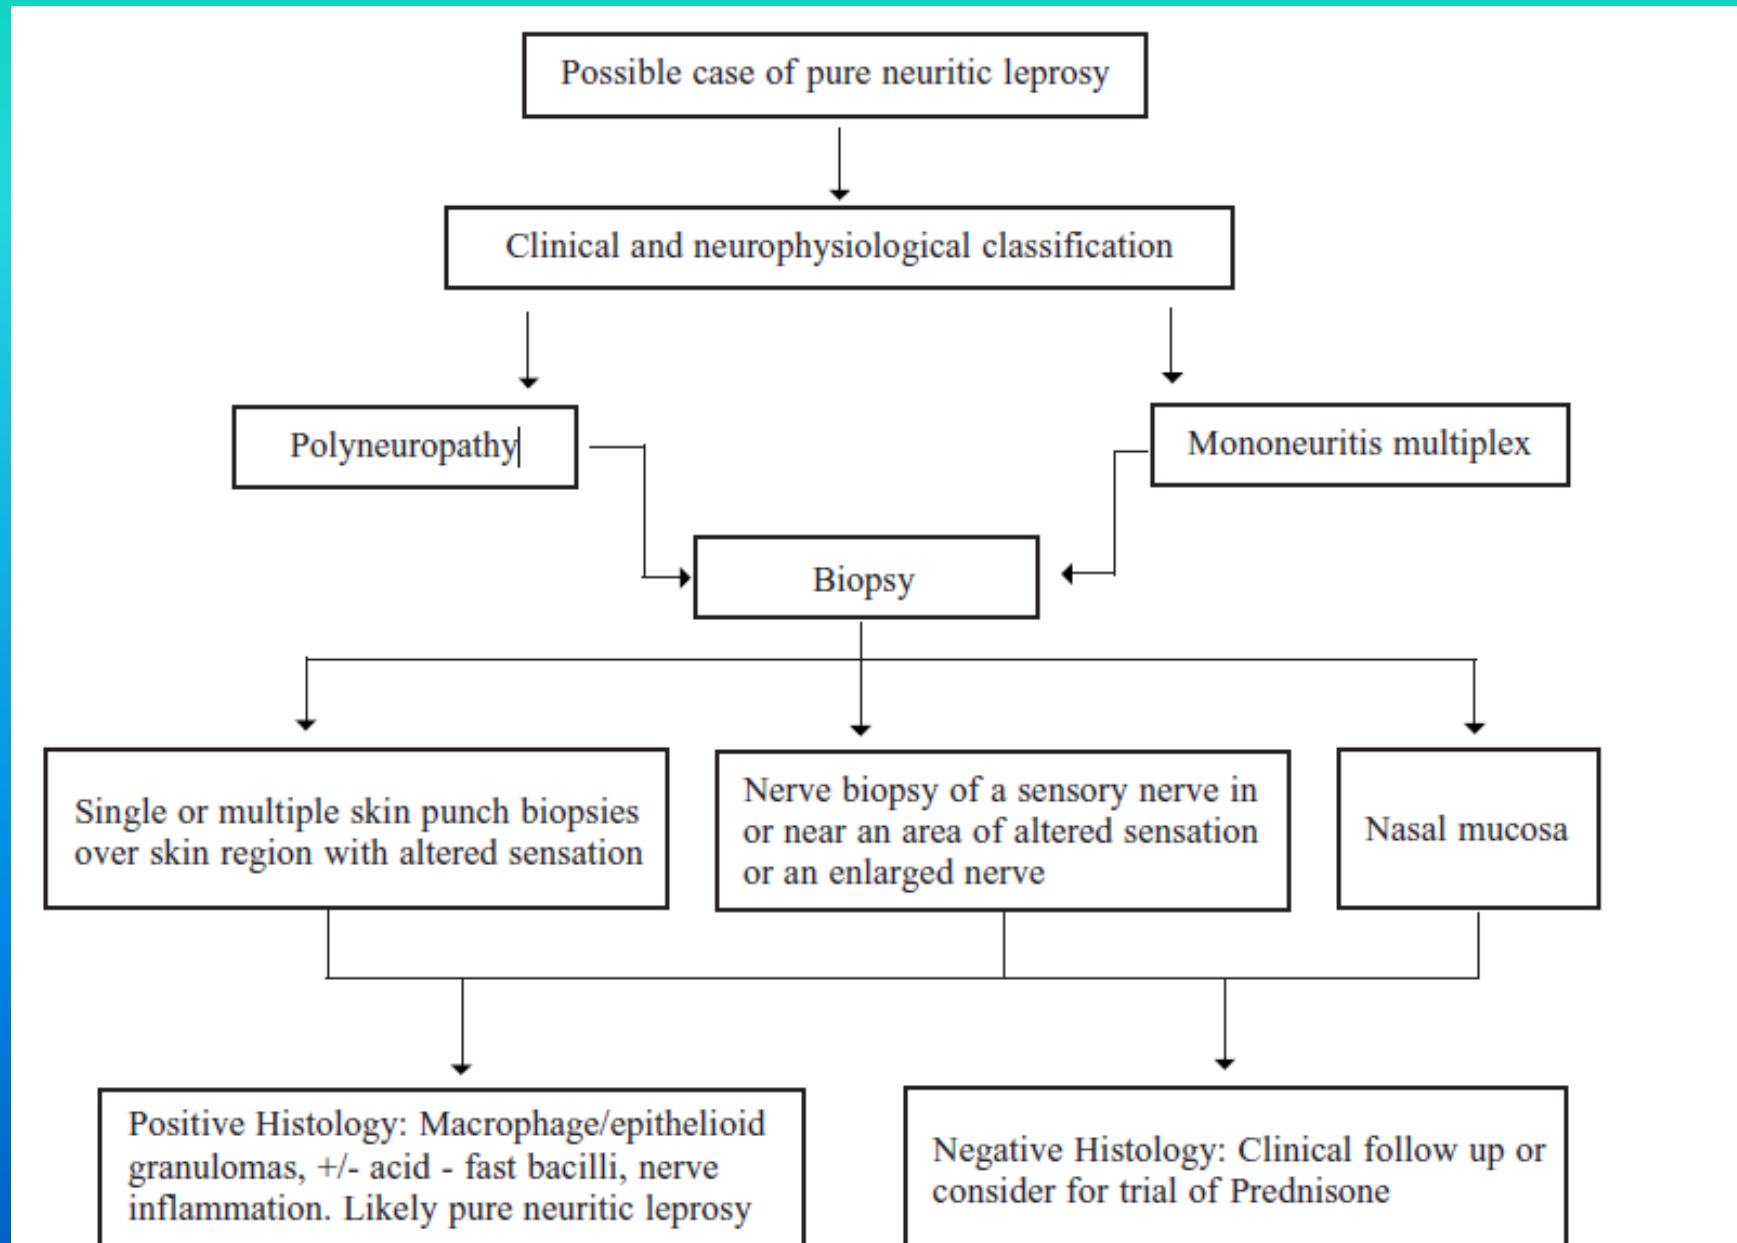 Possible case of pure neuritic leprosy
Clinical and neurophysiological classification
Polyneuropathy
Mononeuritis multiplex
Biopsy
Single or multiple skin punch biopsies
over skin region with altered sensation
Nerve biopsy of a sensory nerve in
or near an area of altered sensation
or an enlarged nerve
Nasal mucosa
Positive Histology: Macrophage/epithelioid
granulomas, +/- acid - fast bacilli, nerve
inflammation. Likely pure neuritic leprosy
Negative Histology: Clinical follow up or
consider for trial of Prednisone